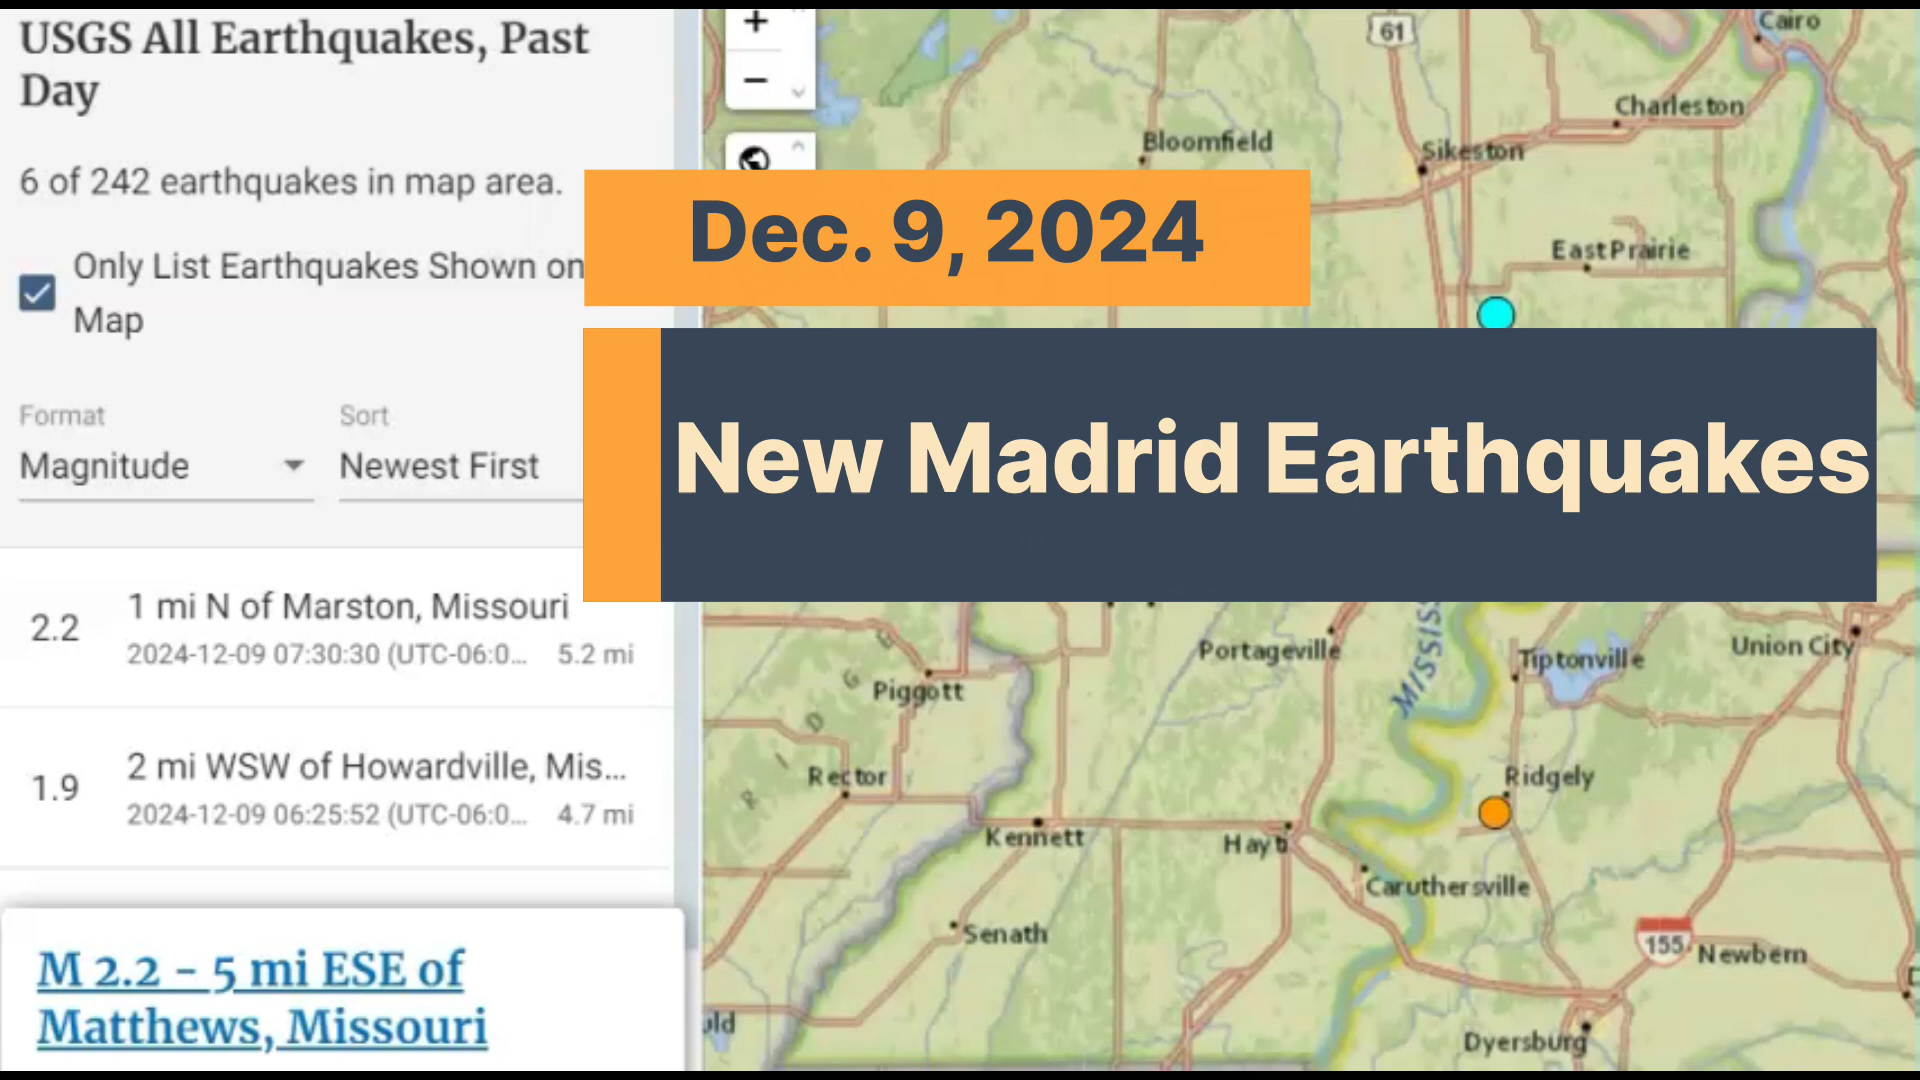 USGS All Earthquakes, Past
Day
6 of 242 earthquakes in map area.
Only List Earthquakes Shown on
Map
Format
Sort
Magnitude
Newest First
2.2
1 mi N of Marston, Missouri
2024-12-09 07:30:30 (UTC-06:0...
5.2 mi
1.9
2 mi WSW of Howardville, Mis...
2024-12-09 06:25:52 (UTC-06:0...
4.7 mi
M 2.2 - 5 mi ESE of
Matthews, Missouri
Dec. 9, 2024
New Madrid Earthquakes
+
−
61
Cairo
Charleston
Bloomfield
Sikeston
East Prairie
Portageville
MISSIS
Tiptonville
Union City
Piggott
R I D G E
Rector
Ridgely
Kennett
Hayti
Caruthersville
Senath
155
Newbern
Dyersburg